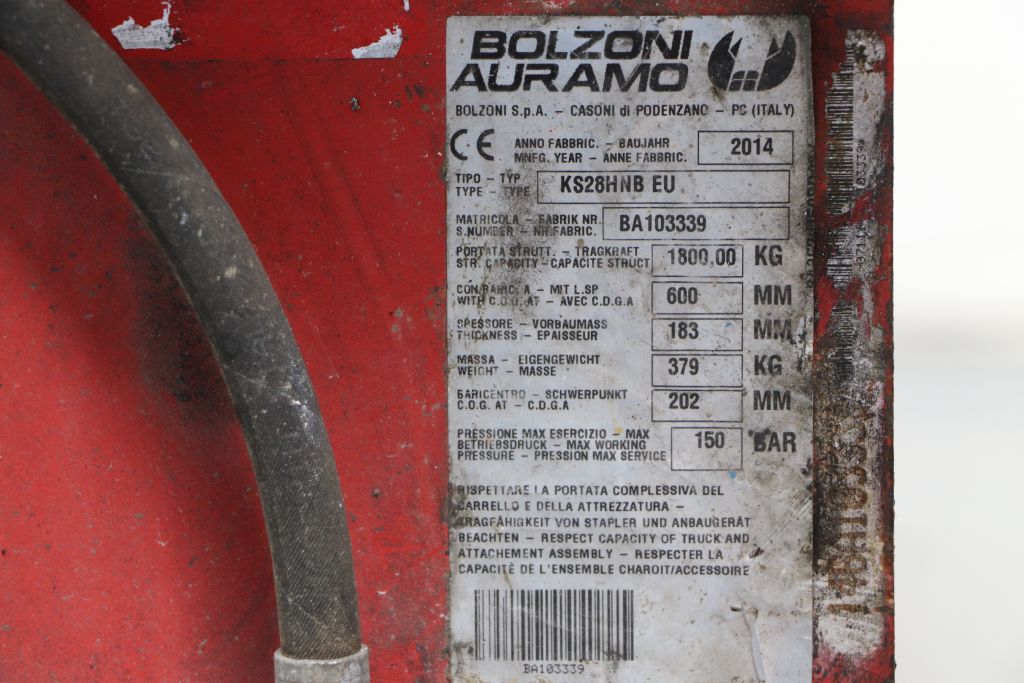 BOLZONI
AURAMO
BOLZONI S.p.A. – CASONI di PODENZANO – PC (ITALY)
CE
ANNO FABBRIC. – BAUJAHR
MNFG. YEAR – ANNE FABBRIC.
2014
TIPO – TYP
TYPE – TYPE
KS28HNB EU
MATRICOLA – FABRIK NR.
S.NUMBER – NR.FABRIC.
BA103339
PORTATA STRUTT. – TRAGKRAFT
STR. CAPACITY–CAPACITE STRUCT
1800,00 KG
CON BARIC. A – MIT L.SP
WITH C.O.G. AT – AVEC C.D.G.A
600 MM
SPESSORE – VORBAUMASS
THICKNESS – EPAISSEUR
183 MM
MASSA – EIGENGEWICHT
WEIGHT – MASSE
379 KG
BARICENTRO – SCHWERPUNKT
C.O.G. AT – C.D.G.A
202 MM
PRESSIONE MAX ESERCIZIO – MAX
BETRIEBSDRUCK – MAX WORKING
PRESSURE – PRESSION MAX SERVICE
150 BAR
RISPETTARE LA PORTATA COMPLESSIVA DEL
CARRELLO E DELLA ATTREZZATURA –
TRAGFÄHIGKEIT VON STAPLER UND ANBAUGERÄT
BEACHTEN – RESPECT CAPACITY OF TRUCK AND
ATTACHEMENT ASSEMBLY – RESPECTER LA
CAPACITÉ DE L'ENSEMBLE CHAROIT/ACCESSOIRE
BA103339